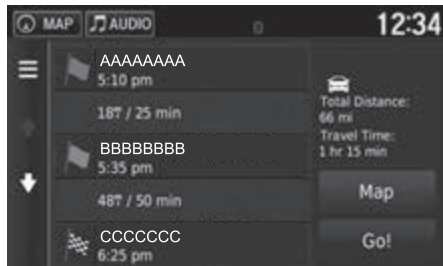 MAP AUDIO 12:34
AAAAAAAA
5:10 pm
18 / 25 min
BBBBBBBB
5:35 pm
48 / 50 min
CCCCCCC
6:25 pm
Total Distance:
66 mi
Travel Time:
1 hr 15 min
Map
Go!